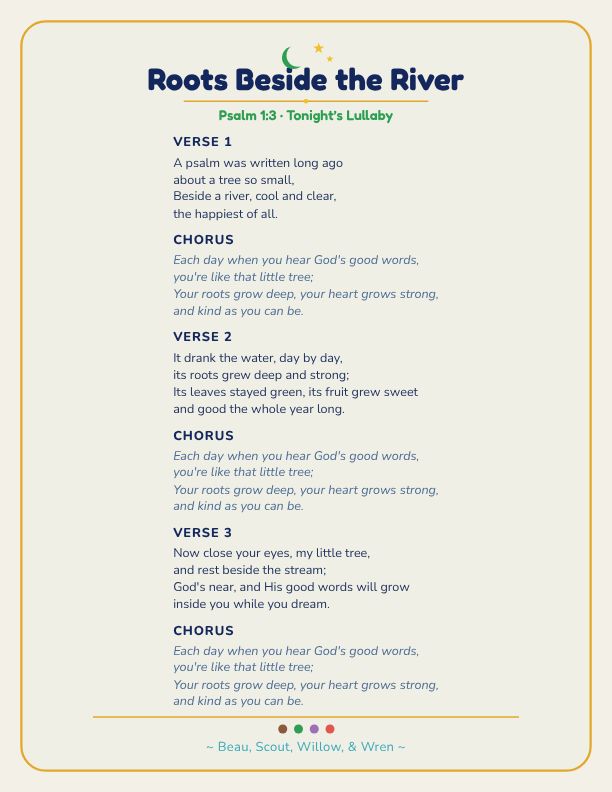 Roots Beside the River
Psalm 1:3 · Tonight's Lullaby
VERSE 1
A psalm was written long ago
about a tree so small,
Beside a river, cool and clear,
the happiest of all.
CHORUS
Each day when you hear God's good words,
you're like that little tree;
Your roots grow deep, your heart grows strong,
and kind as you can be.
VERSE 2
It drank the water, day by day,
its roots grew deep and strong;
Its leaves stayed green, its fruit grew sweet
and good the whole year long.
CHORUS
Each day when you hear God's good words,
you're like that little tree;
Your roots grow deep, your heart grows strong,
and kind as you can be.
VERSE 3
Now close your eyes, my little tree,
and rest beside the stream;
God's near, and His good words will grow
inside you while you dream.
CHORUS
Each day when you hear God's good words,
you're like that little tree;
Your roots grow deep, your heart grows strong,
and kind as you can be.
~ Beau, Scout, Willow, & Wren ~